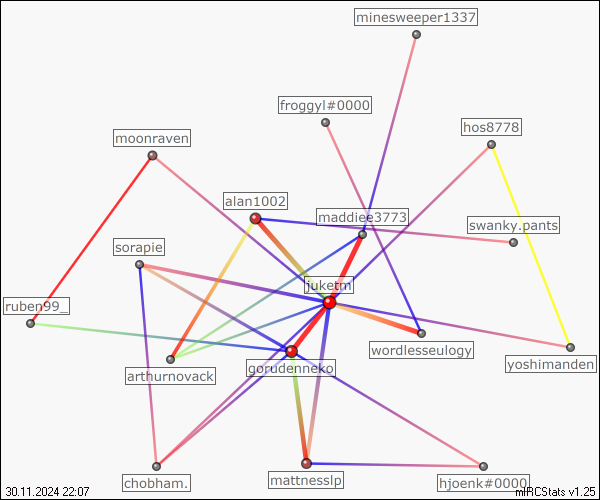 minesweeper1337
froggyl#0000
hos8778
moonraven
alan1002
maddiee3773
swanky.pants
sorapie
juketm
ruben99_
wordlesseulogy
yoshimanden
arthurnovack
gorudenneko
chobham.
mattnesslp
hjoenk#0000
30.11.2024 22:07
mIRCStats v1.25